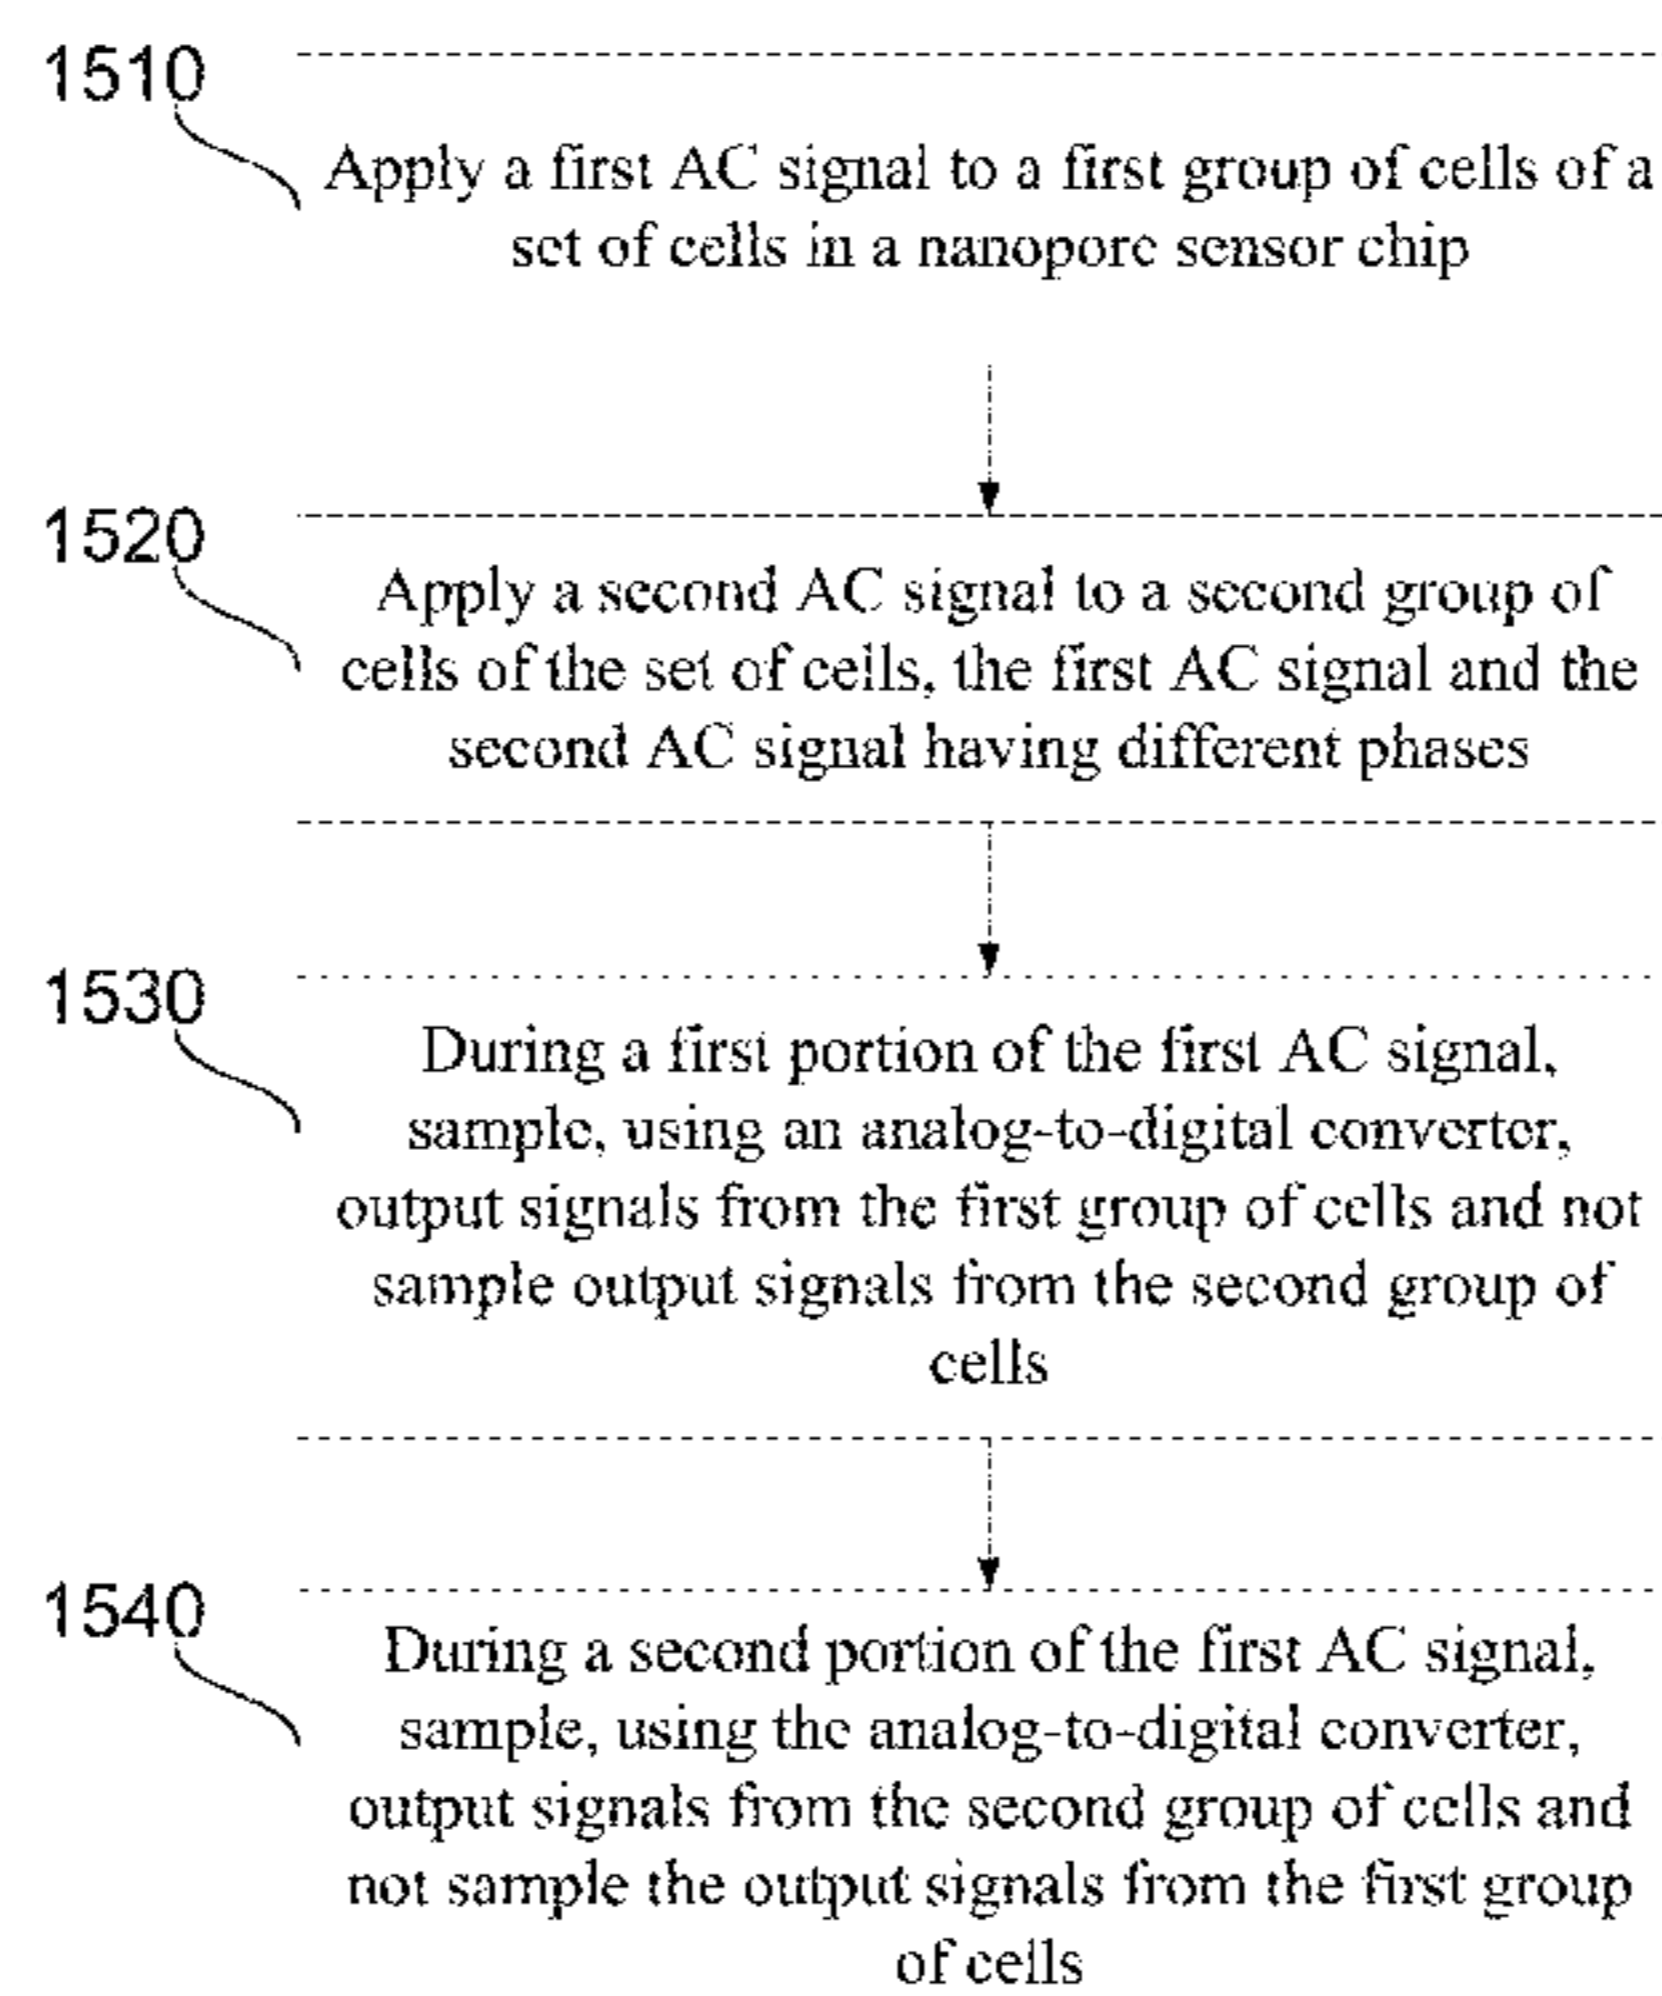 1510
Apply a first AC signal to a first group of cells of a
set of cells in a nanopore sensor chip
1520
Apply a second AC signal to a second group of
cells of the set of cells, the first AC signal and the
second AC signal having different phases
1530
During a first portion of the first AC signal,
sample, using an analog-to-digital converter,
output signals from the first group of cells and not
sample output signals from the second group of
cells
1540
During a second portion of the first AC signal,
sample, using the analog-to-digital converter,
output signals from the second group of cells and
not sample the output signals from the first group
of cells